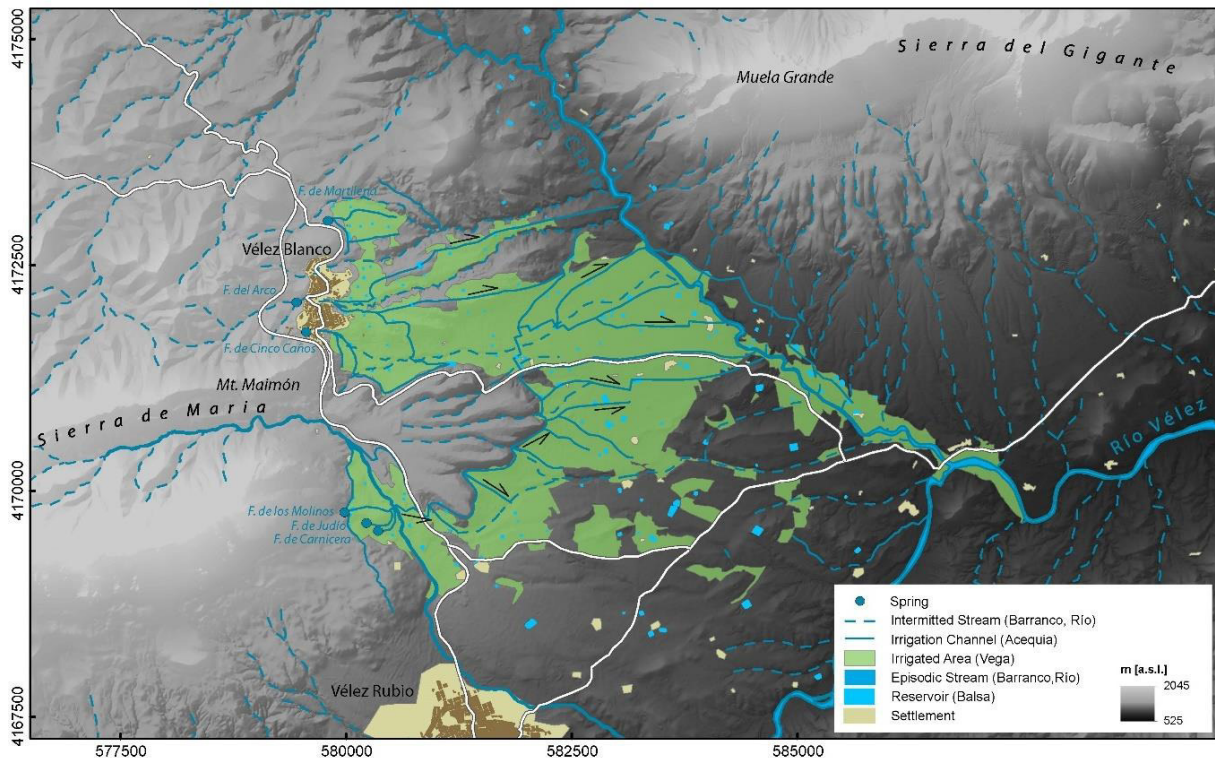 4175000
4172500
4170000
4167500
577500
580000
582500
585000
Sierra del Gigante
Muela Grande
Río Claro
F. de Martilena
Vélez Blanco
F. del Arco
F. de Cinco Caños
Mt. Maimón
Sierra de Maria
Río Vélez
F. de los Molinos
F. de Judío
F. de Carnicera
Vélez Rubio
Spring
Intermitted Stream (Barranco, Río)
Irrigation Channel (Acequia)
Irrigated Area (Vega)
Episodic Stream (Barranco,Río)
Reservoir (Balsa)
Settlement
m [a.s.l.]
2045
525